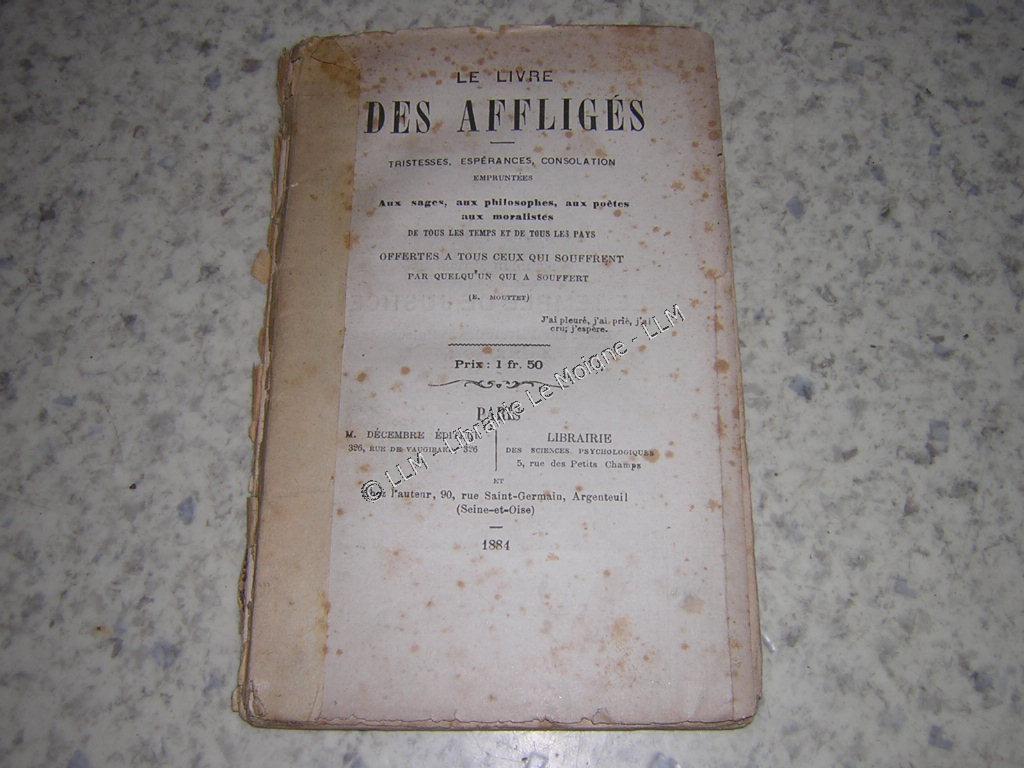 LE LIVRE
DES AFFLIGÉS
TRISTESSES, ESPÉRANCES, CONSOLATION
EMPRUNTÉES
Aux sages, aux philosophes, aux poètes
aux moralistes
DE TOUS LES TEMPS ET DE TOUS LES PAYS
OFFERTES A TOUS CEUX QUI SOUFFRENT
PAR QUELQU'UN QUI A SOUFFERT
(E. MOUTTET)
J'ai pleuré, j'ai prié, j'ai
cru; j'espère.
Prix : 1 fr. 50
PARIS
M. DÉCEMBRE ÉDITEUR
326, RUE DE VAUGIRARD 326
LIBRAIRIE
DES SCIENCES PSYCHOLOGIQUES
5, rue des Petits Champs
ET
Chez l'auteur, 90, rue Saint-Germain, Argenteuil
(Seine-et-Oise)
1884
© LLM - Librairie Le Moigne - LLM